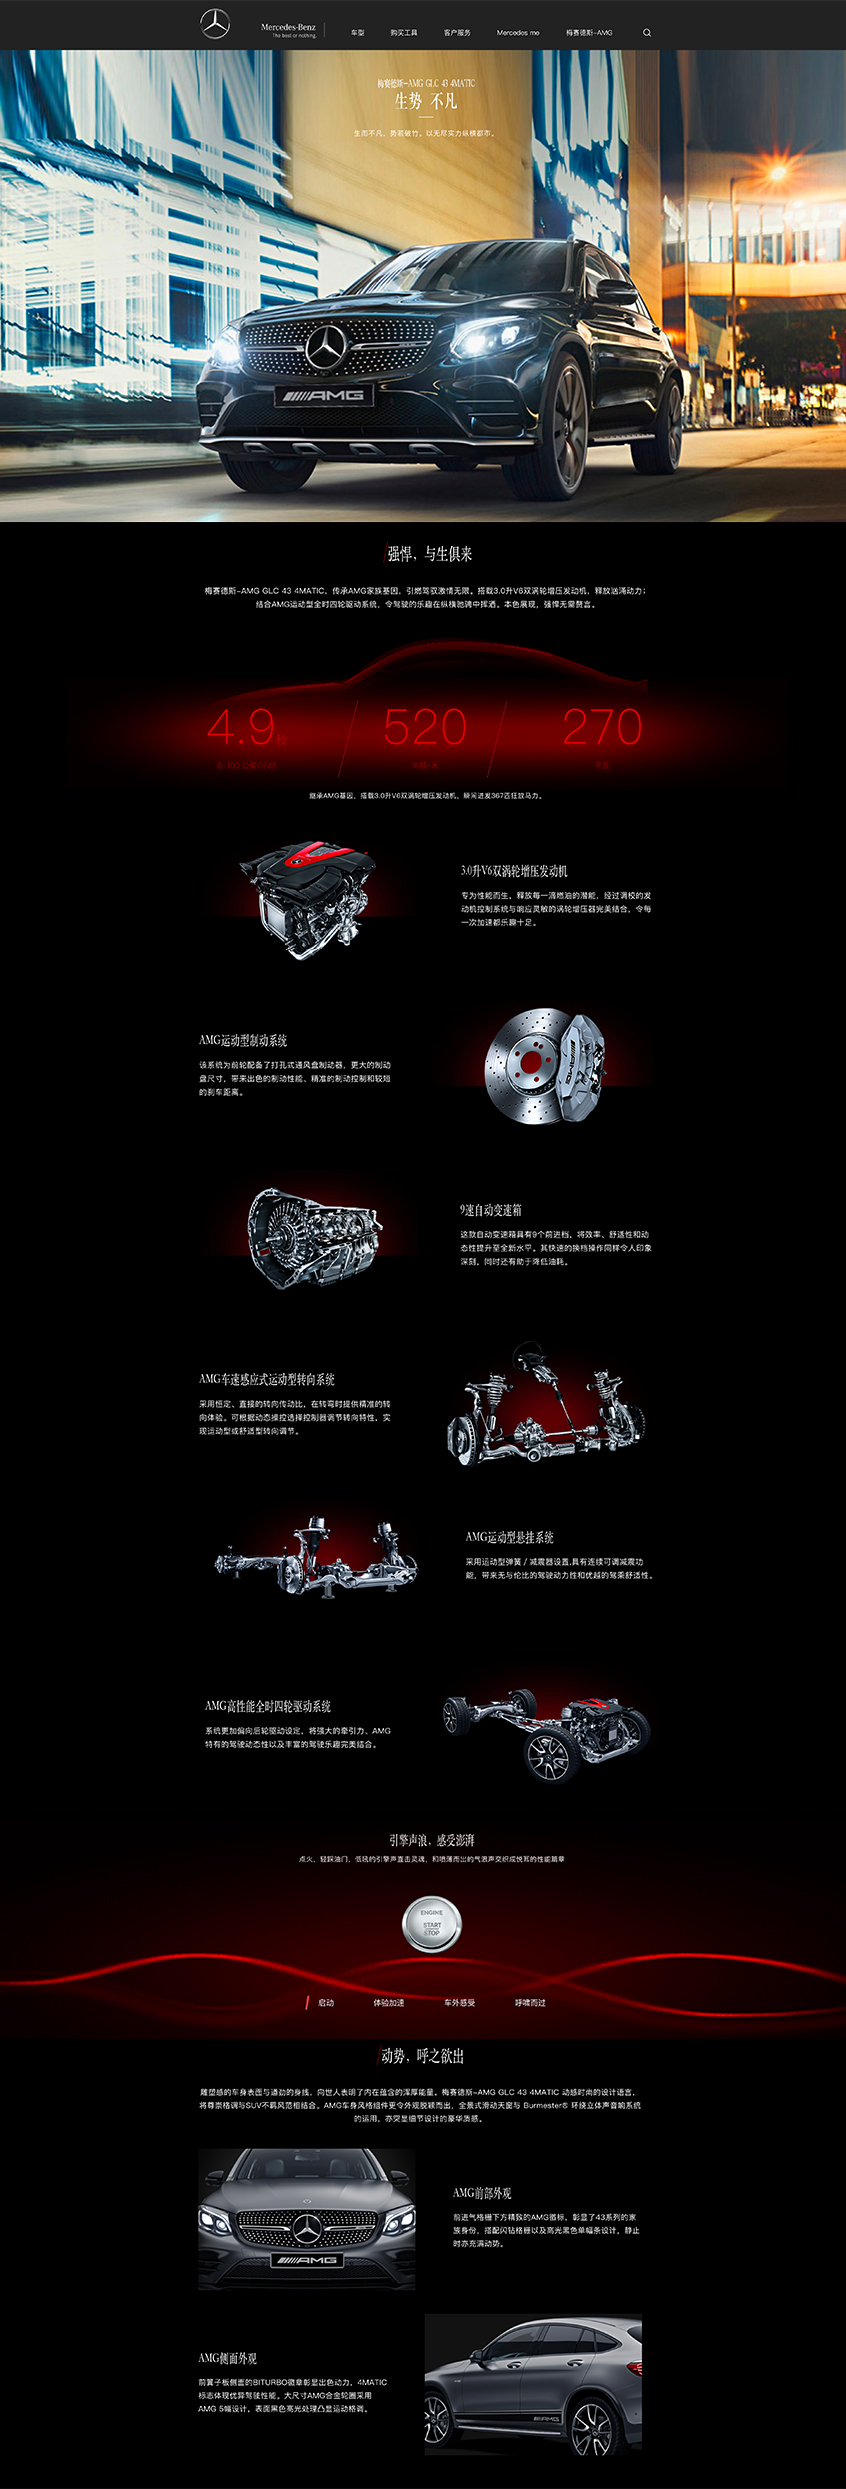 Mercedes-Benz
The best or nothing.
车型
购买工具
客户服务
Mercedes me
梅赛德斯-AMG
梅赛德斯-AMG GLC 43 4MATIC
生势 不凡
生而不凡，势若破竹。以无尽实力纵横都市。
AMG
强悍，与生俱来
梅赛德斯-AMG GLC 43 4MATIC，传承AMG家族基因，引燃驾驭激情无限。搭载3.0升V6双涡轮增压发动机，释放汹涌动力；
结合AMG运动型全时四轮驱动系统，令驾驶的乐趣在纵横驰骋中挥洒。本色展现，强悍无需赘言。
4.9秒
520
270
0-100 公里/小时
牛顿·米
千瓦
继承AMG基因，搭载3.0升V6双涡轮增压发动机，瞬间迸发367匹狂放马力。
3.0升V6双涡轮增压发动机
专为性能而生，释放每一滴燃油的潜能，经过调校的发
动机控制系统与响应灵敏的涡轮增压器完美结合，令每
一次加速都乐趣十足。
AMG运动型制动系统
该系统为前轮配备了打孔式通风盘制动器，更大的制动
盘尺寸，带来出色的制动性能、精准的制动控制和较短
的刹车距离。
AMG
9速自动变速箱
这款自动变速箱具有9个前进档，将效率、舒适性和动
态性提升至全新水平。其快速的换档操作同样令人印象
深刻，同时还有助于降低油耗。
AMG车速感应式运动型转向系统
采用恒定、直接的转向传动比，在转弯时提供精准的转
向体验。可根据动态操控选择控制器调节转向特性，实
现运动型或舒适型转向调节。
AMG运动型悬挂系统
采用运动型弹簧 / 减震器设置,具有连续可调减震功
能，带来无与伦比的驾驶动力性和优越的驾乘舒适性。
AMG高性能全时四轮驱动系统
系统更加偏向后轮驱动设定，将强大的牵引力、AMG
特有的驾驶动态性以及丰富的驾驶乐趣完美结合。
引擎声浪，感受澎湃
点火，轻踩油门，低吼的引擎声直击灵魂，和喷薄而出的气浪声交织成悦耳的性能篇章
ENGINE
START
STOP
启动
体验加速
车外感受
呼啸而过
动势，呼之欲出
雕塑感的车身表面与遒劲的身线，向世人表明了内在蕴含的浑厚能量。梅赛德斯-AMG GLC 43 4MATIC 动感时尚的设计语言，
将尊崇格调与SUV不羁风范相结合。AMG车身风格组件更令外观脱颖而出，全景式滑动天窗与 Burmester® 环绕立体声音响系统
的运用，亦突显细节设计的豪华质感。
AMG
AMG前部外观
前进气格栅下方精致的AMG徽标，彰显了43系列的家
族身份，搭配闪钻格栅以及高光黑色单幅条设计，静止
时亦充满动势。
AMG侧面外观
前翼子板侧面的BITURBO徽章彰显出色动力，4MATIC
标志体现优异驾驶性能。大尺寸AMG合金轮圈采用
AMG 5幅设计，表面黑色高光处理凸显运动格调。
AMG